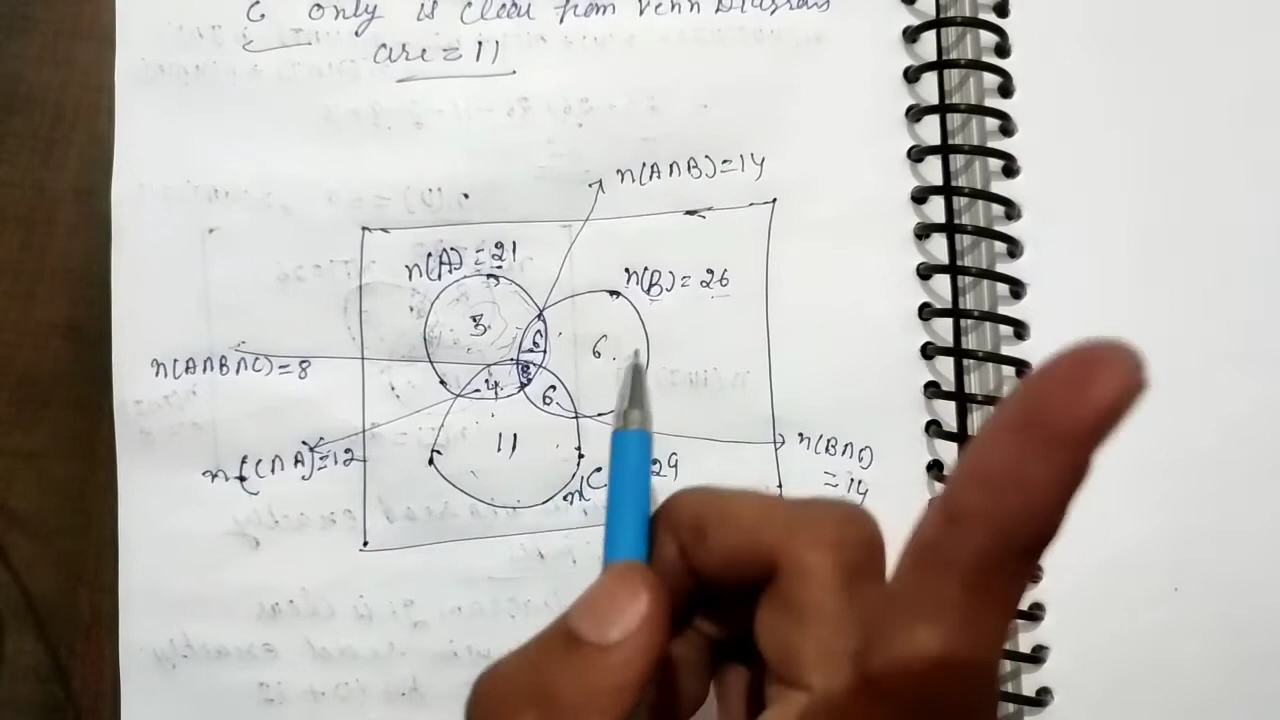 C only is clear from Venn Diagram
are = 11
n(A∩B)=14
n(A) = 21
n(B) = 26
3.
6
6.
n(A∩B∩C)=8
8
4.
6.
11
n(C∩A)=12
n(B∩C)
=14
n(C
29